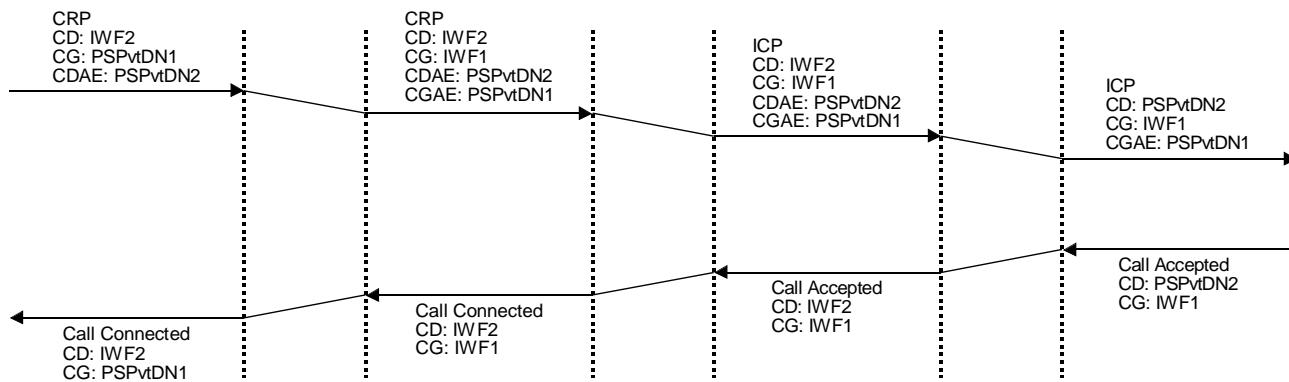 CRP
CD: IWF2
CG: PSPvtDN1
CDAE: PSPvtDN2
CRP
CD: IWF2
CG: IWF1
CDAE: PSPvtDN2
CGAE: PSPvtDN1
ICP
CD: IWF2
CG: IWF1
CDAE: PSPvtDN2
CGAE: PSPvtDN1
ICP
CD: PSPvtDN2
CG: IWF1
CGAE: PSPvtDN1
Call Accepted
CD: PSPvtDN2
CG: IWF1
Call Accepted
CD: IWF2
CG: IWF1
Call Connected
CD: IWF2
CG: IWF1
Call Connected
CD: IWF2
CG: PSPvtDN1